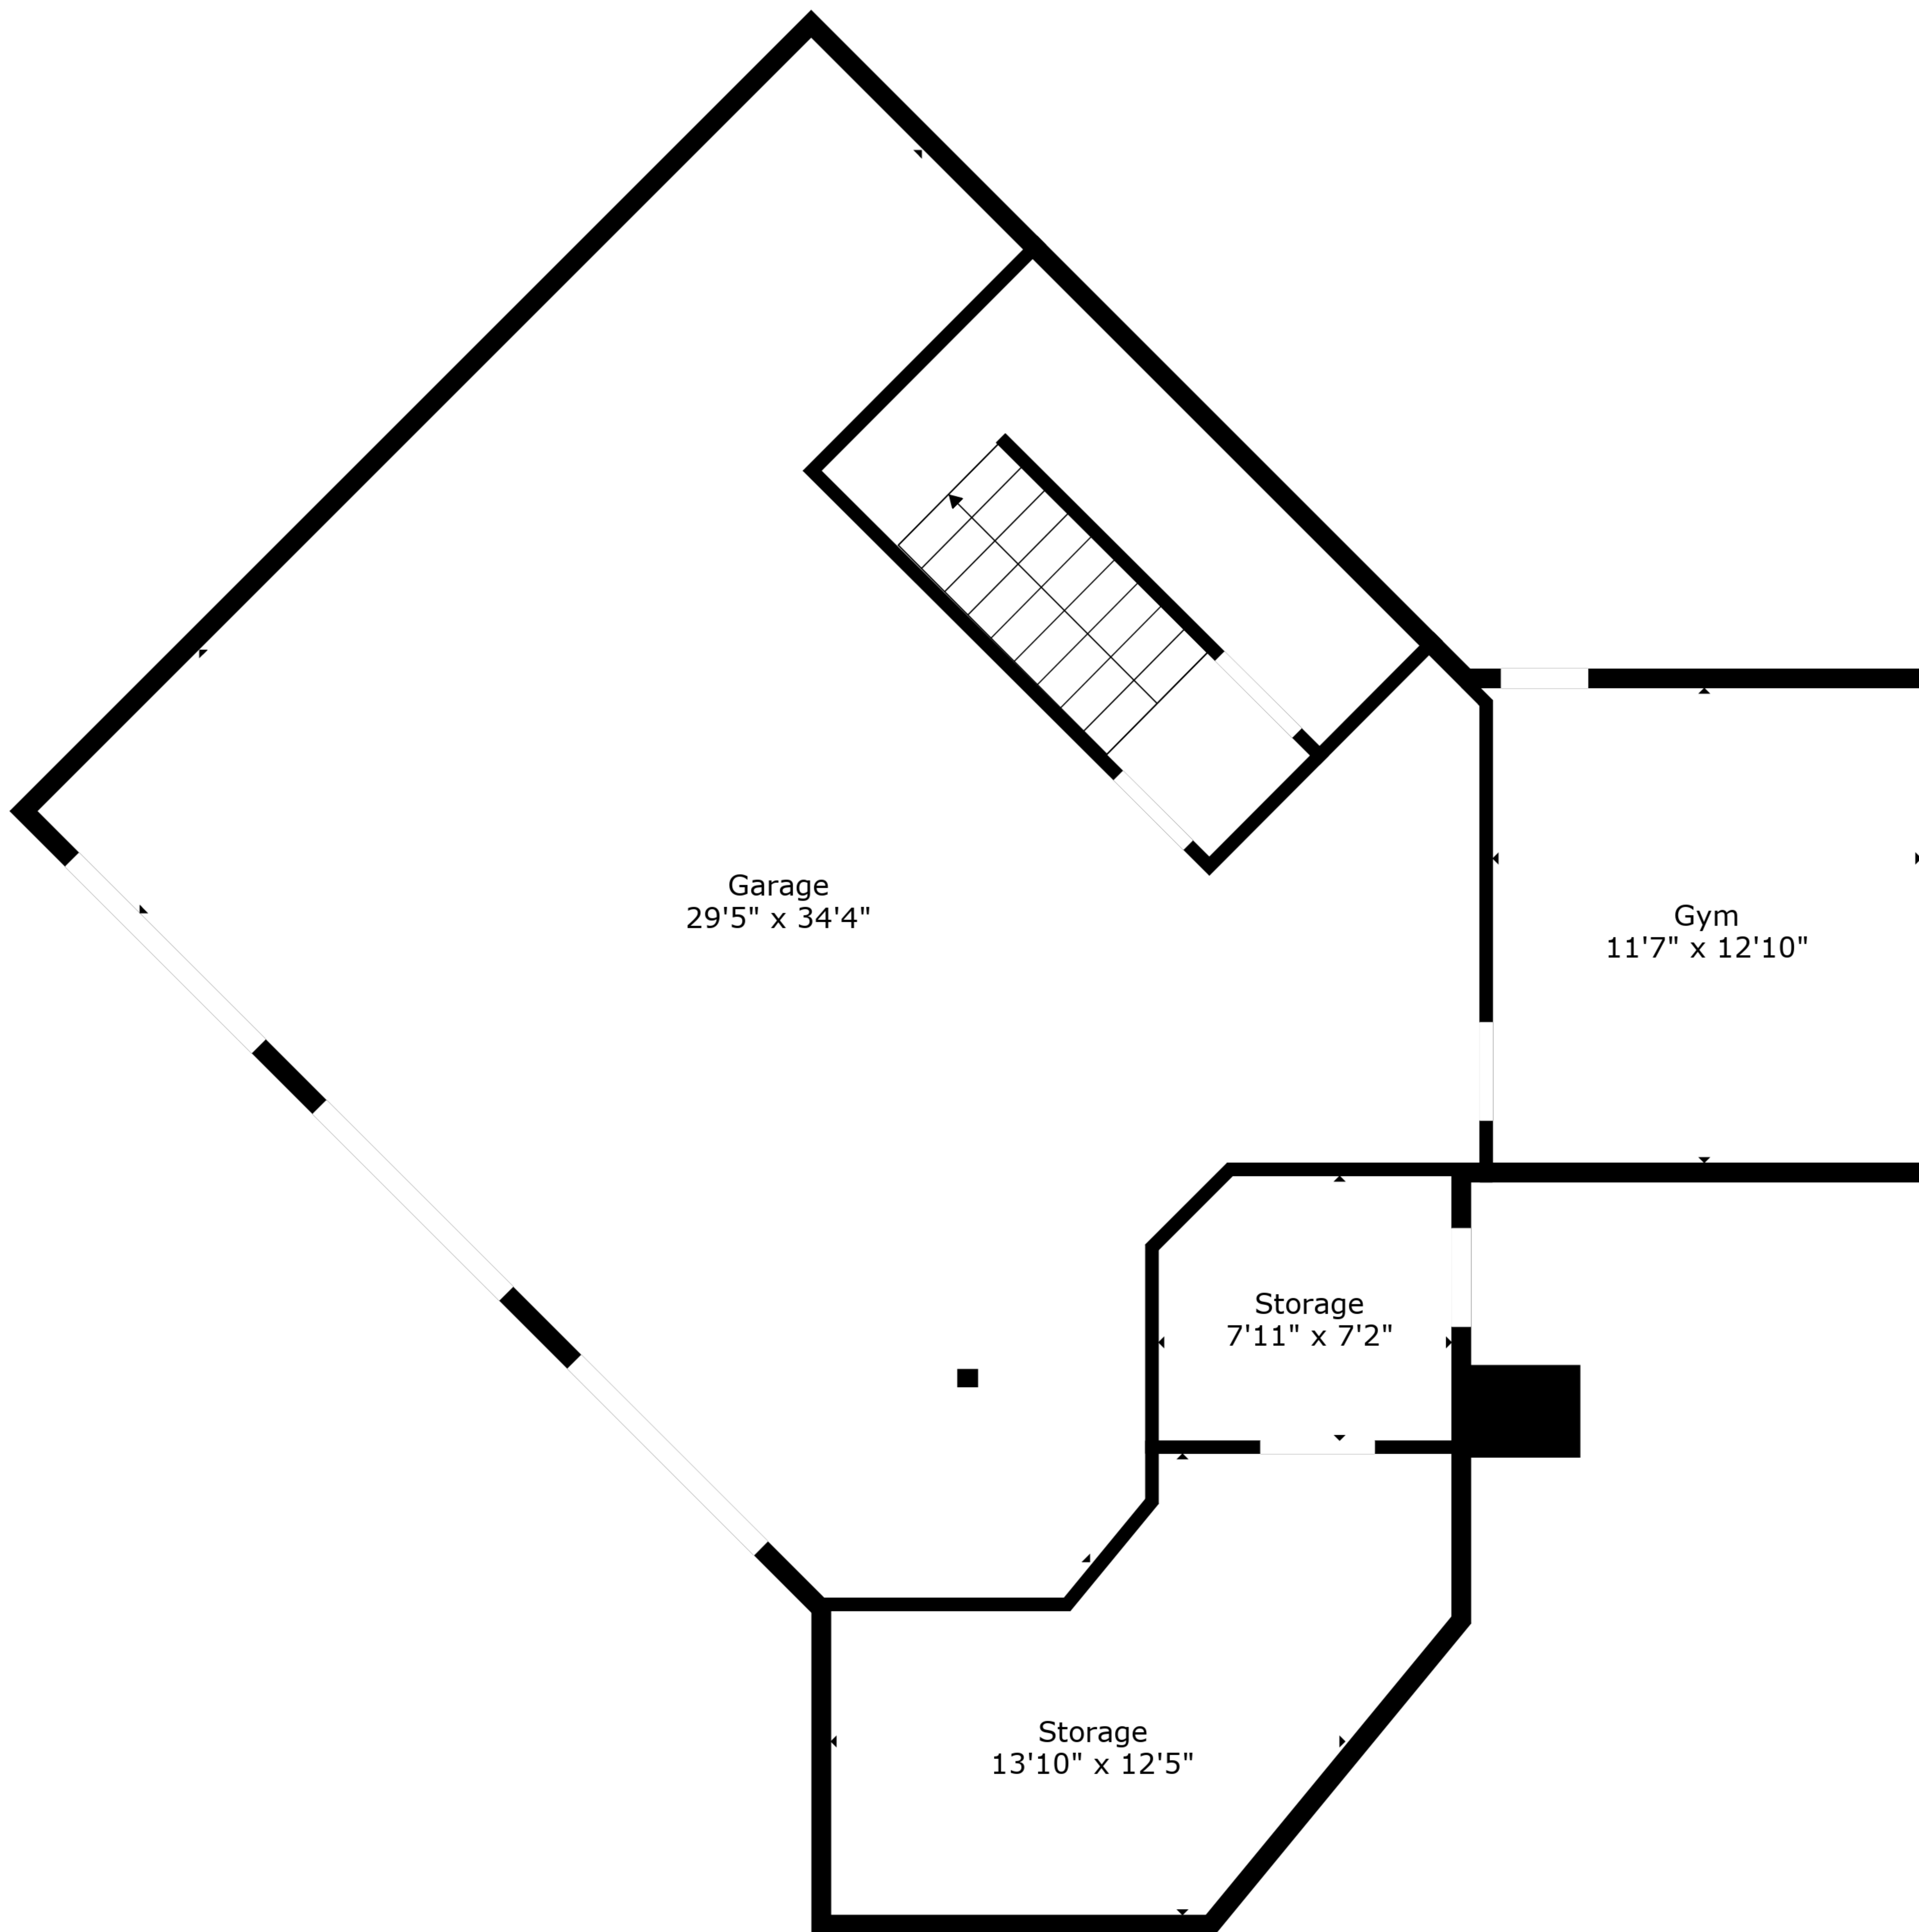 Garage
29'5" x 34'4"
Gym
11'7" x 12'10"
Storage
7'11" x 7'2"
Storage
13'10" x 12'5"